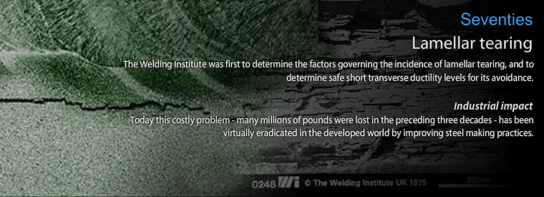 Seventies
Lamellar tearing
The Welding Institute was first to determine the factors governing the incidence of lamellar tearing, and to
determine safe short transverse ductility levels for its avoidance.
Industrial impact
Today this costly problem - many millions of pounds were lost in the preceding three decades - has been
virtually eradicated in the developed world by improving steel making practices.
0248 © The Welding Institute UK 1975 20mm